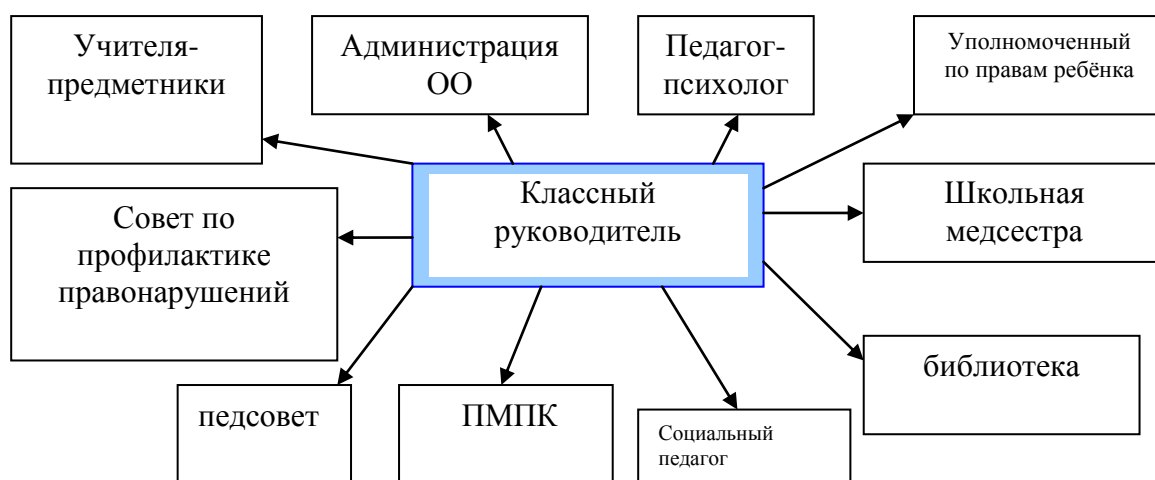 Учителя-
предметники
Администрация
ОО
Педагог-
психолог
Уполномоченный
по правам ребёнка
Классный
руководитель
Школьная
медсестра
Совет по
профилактике
правонарушений
библиотека
педсовет
ПМПК
Социальный
педагог